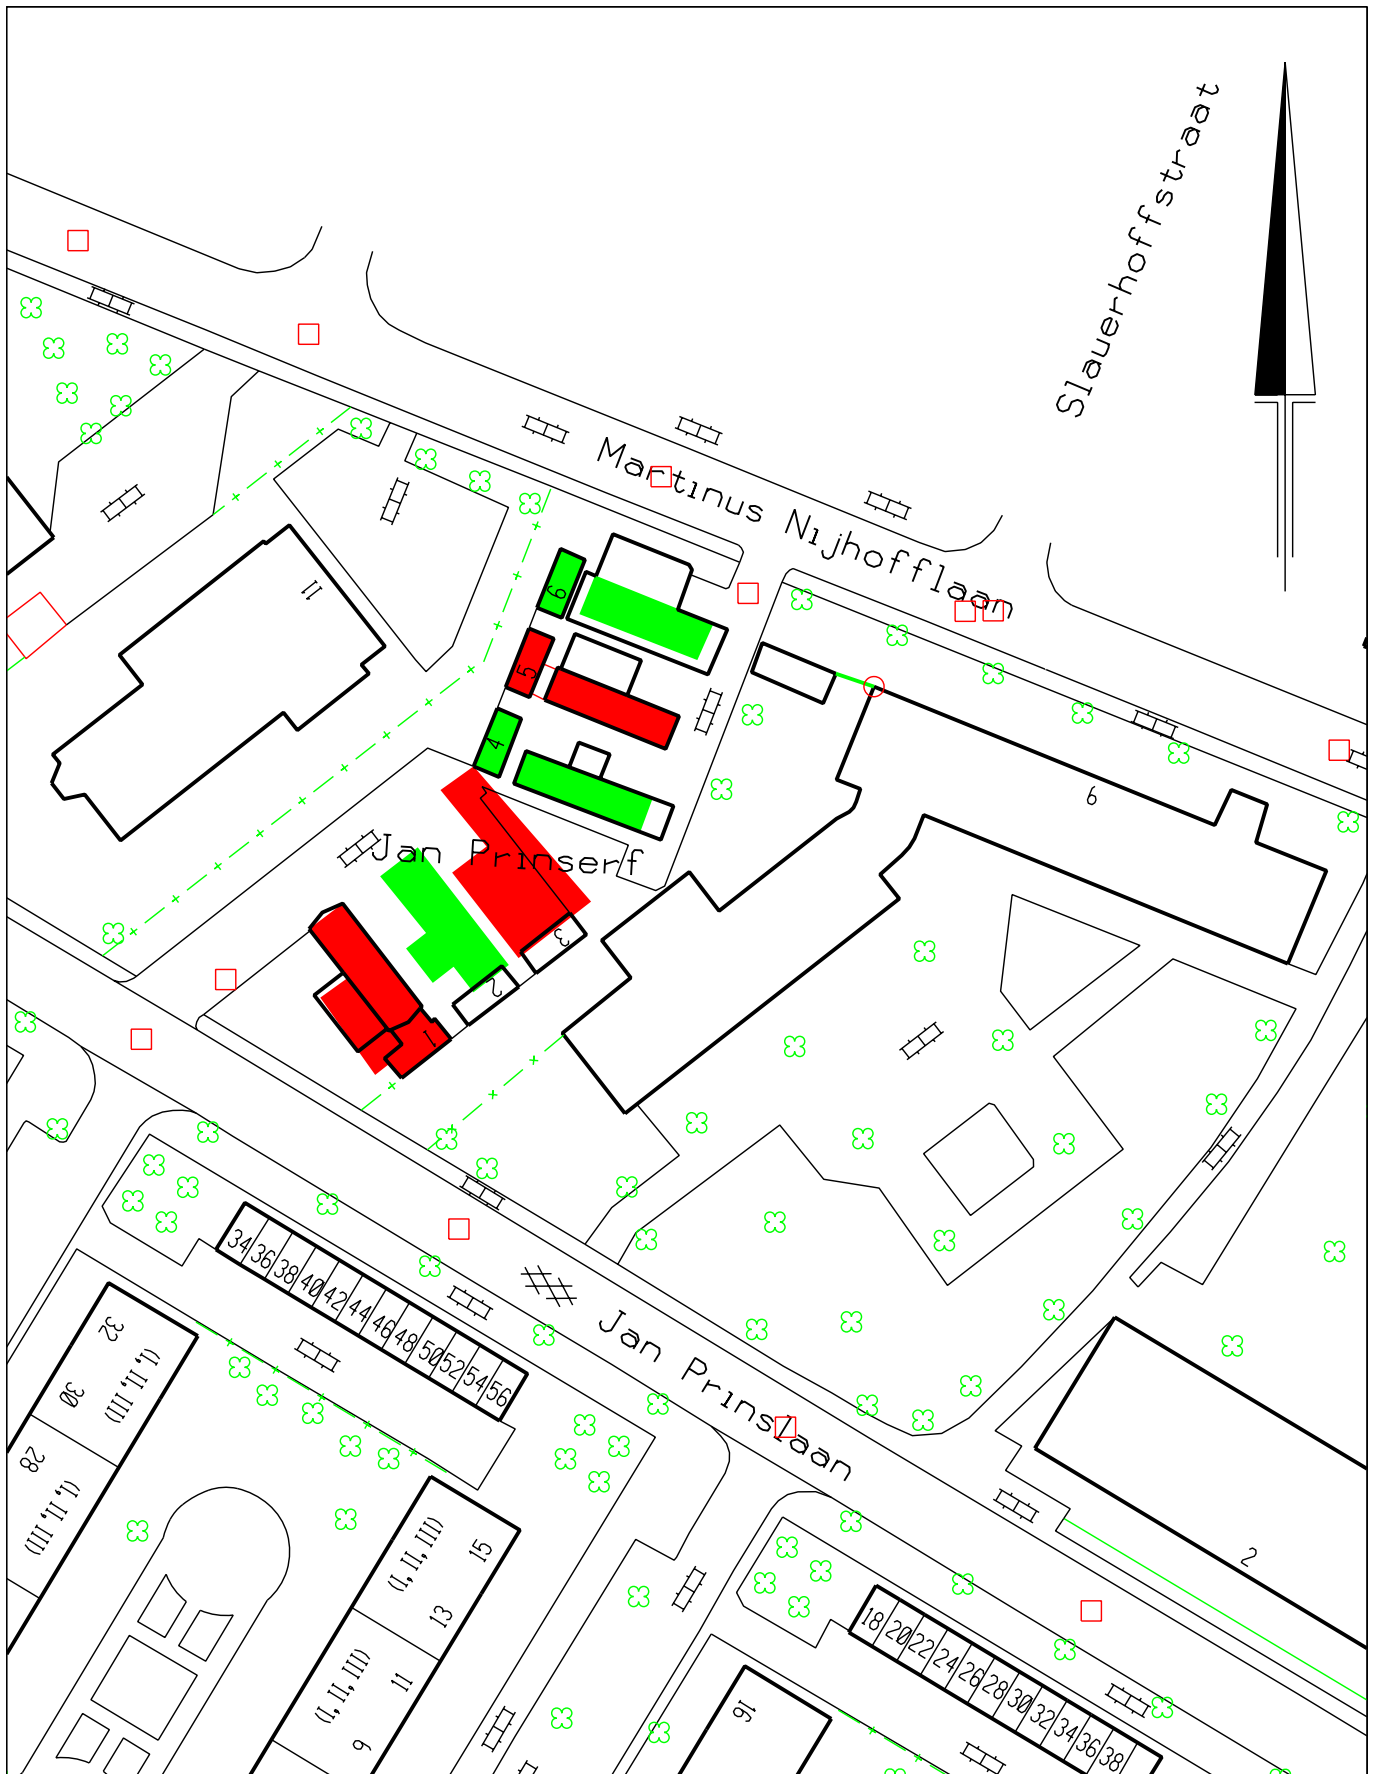 Slauerhoffstraat
Martinus Nijhofflaan
11
6
5
4
9
Jan Prinserf
3
2
1
34 36 38 40 42 44 46 48 50 52 54 56
Jan Prinslaan
32
(I, II, III)
30
28
(I, II, III)
(I, II, III)
15
13
(I, II, III)
11
9
2
18 20 22 24 26 28 30 32 34 36 38
16